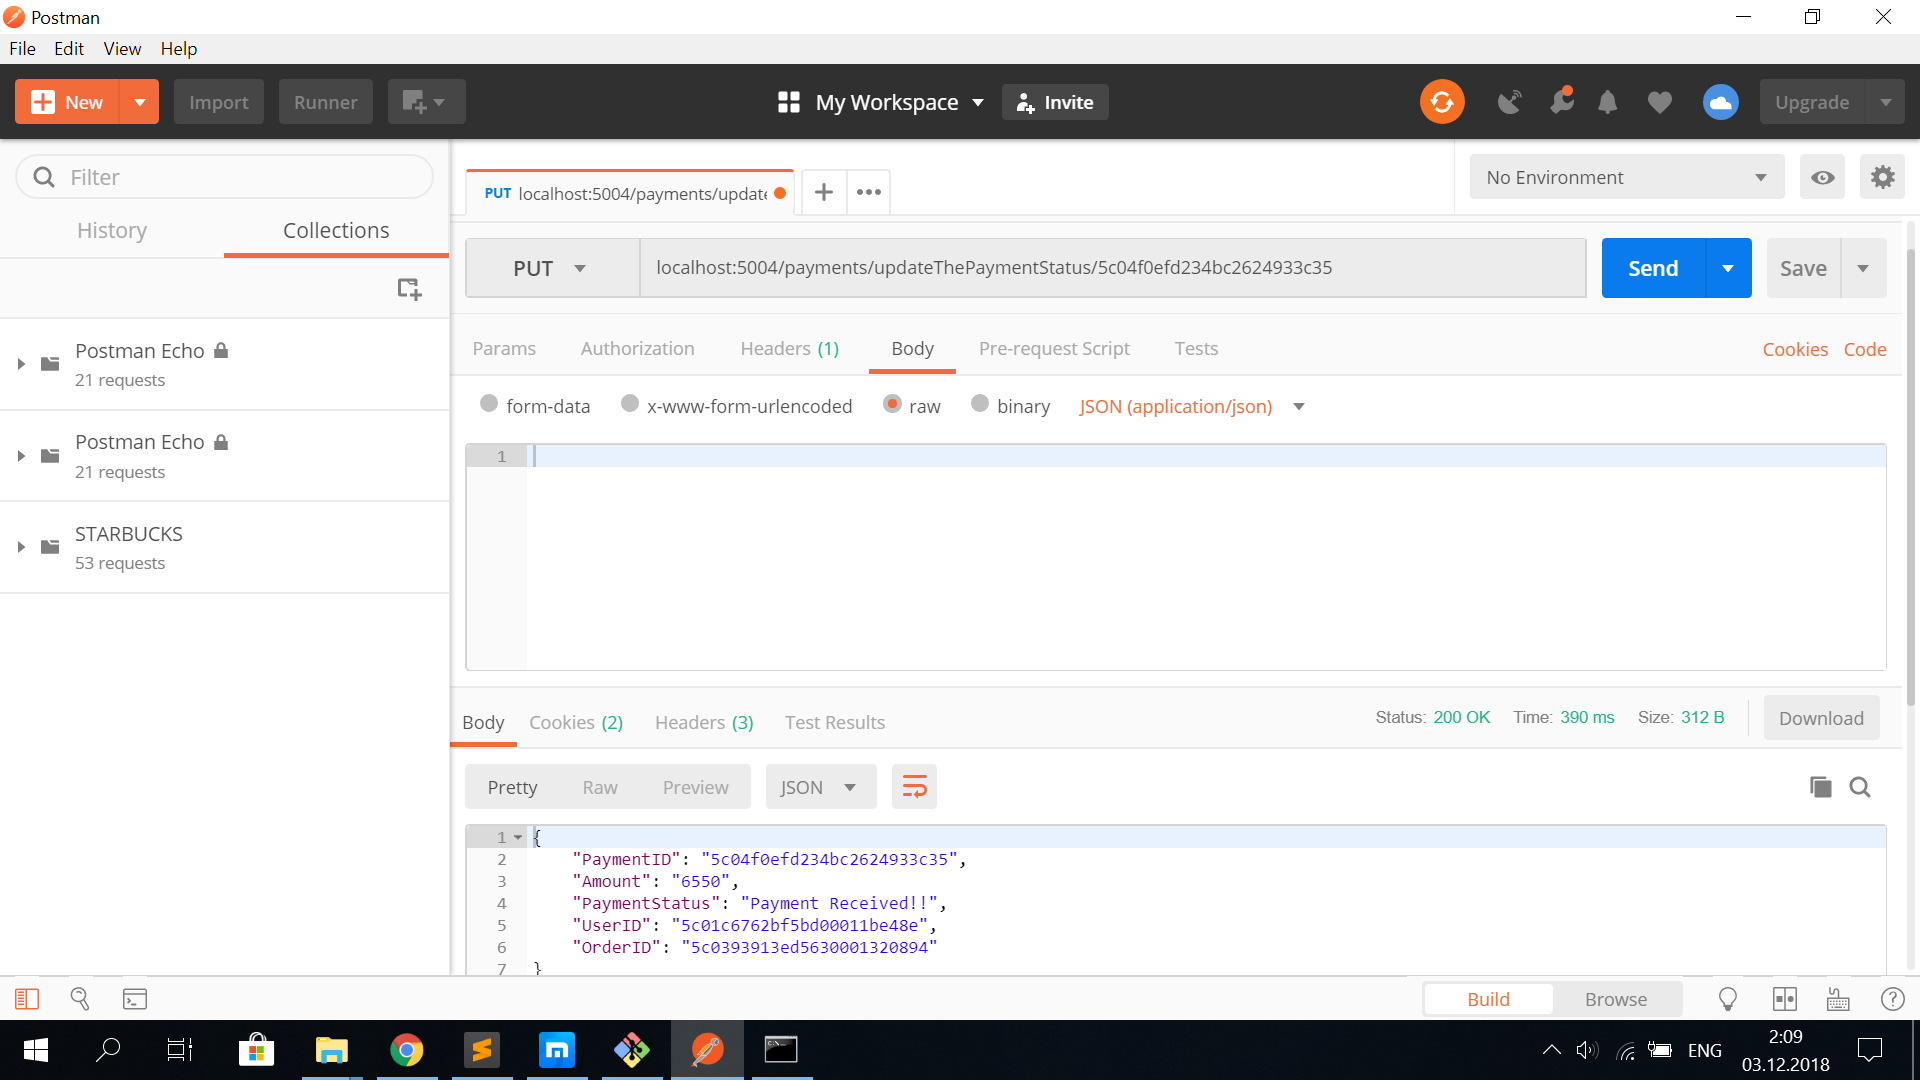 Postman
File Edit View Help
New Import Runner My Workspace Invite Upgrade
Filter
History Collections
Postman Echo
21 requests
Postman Echo
21 requests
STARBUCKS
53 requests
PUT localhost:5004/payments/update
No Environment
PUT localhost:5004/payments/updateThePaymentStatus/5c04f0efd234bc2624933c35 Send Save
Params Authorization Headers (1) Body Pre-request Script Tests Cookies Code
form-data x-www-form-urlencoded raw binary JSON (application/json)
1
Body Cookies (2) Headers (3) Test Results Status: 200 OK Time: 390 ms Size: 312 B Download
Pretty Raw Preview JSON
1 {
2 "PaymentID": "5c04f0efd234bc2624933c35",
3 "Amount": "6550",
4 "PaymentStatus": "Payment Received!!",
5 "UserID": "5c01c6762bf5bd00011be48e",
6 "OrderID": "5c0393913ed5630001320894"
7 }
Build Browse
ENG
2:09
03.12.2018